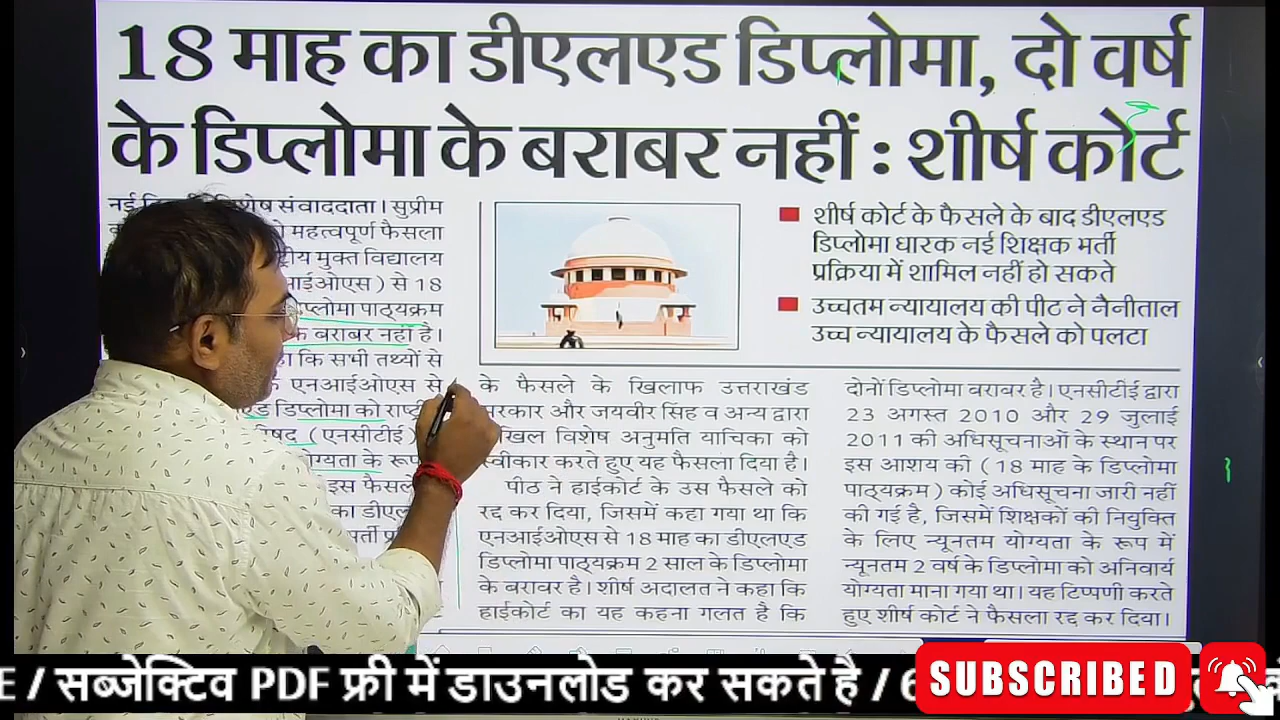 18 माह का डीएलएड डिप्लोमा, दो वर्ष
के डिप्लोमा के बराबर नहीं : शीर्ष कोर्ट
संवाददाता। सुप्रीम
महत्वपूर्ण फैसला
मुक्त विद्यालय
से 18
पाठ्यक्रम
बराबर नहीं है।
कि सभी तथ्यों से
एनआईओएस से
डिप्लोमा को
(एनसीटीई)
के रूप
इस
का
शीर्ष कोर्ट के फैसले के बाद डीएलएड
डिप्लोमा धारक नई शिक्षक भर्ती
प्रक्रिया में शामिल नहीं हो सकते
उच्चतम न्यायालय की पीठ ने नैनीताल
उच्च न्यायालय के फैसले को पलटा
के फैसले के खिलाफ उत्तराखंड
सरकार और जयवीर सिंह व अन्य द्वारा
विशेष अनुमति याचिका को
स्वीकार करते हुए यह फैसला दिया है।
पीठ ने हाईकोर्ट के उस फैसले को
रद्द कर दिया, जिसमें कहा गया था कि
एनआईओएस से 18 माह का डीएलएड
डिप्लोमा पाठ्यक्रम 2 साल के डिप्लोमा
के बराबर है। शीर्ष अदालत ने कहा कि
हाईकोर्ट का यह कहना गलत है कि
दोनों डिप्लोमा बराबर है। एनसीटीई द्वारा
23 अगस्त 2010 और 29 जुलाई
2011 की अधिसूचनाओं के स्थान पर
इस आशय की (18 माह के डिप्लोमा
पाठ्यक्रम) कोई अधिसूचना जारी नहीं
की गई है, जिसमें शिक्षकों की नियुक्ति
के लिए न्यूनतम योग्यता के रूप में
न्यूनतम 2 वर्ष के डिप्लोमा को अनिवार्य
योग्यता माना गया था। यह टिप्पणी करते
हुए शीर्ष कोर्ट ने फैसला रद्द कर दिया।
E / सब्जेक्टिव PDF फ्री में डाउनलोड कर सकते है / 6
SUBSCRIBED